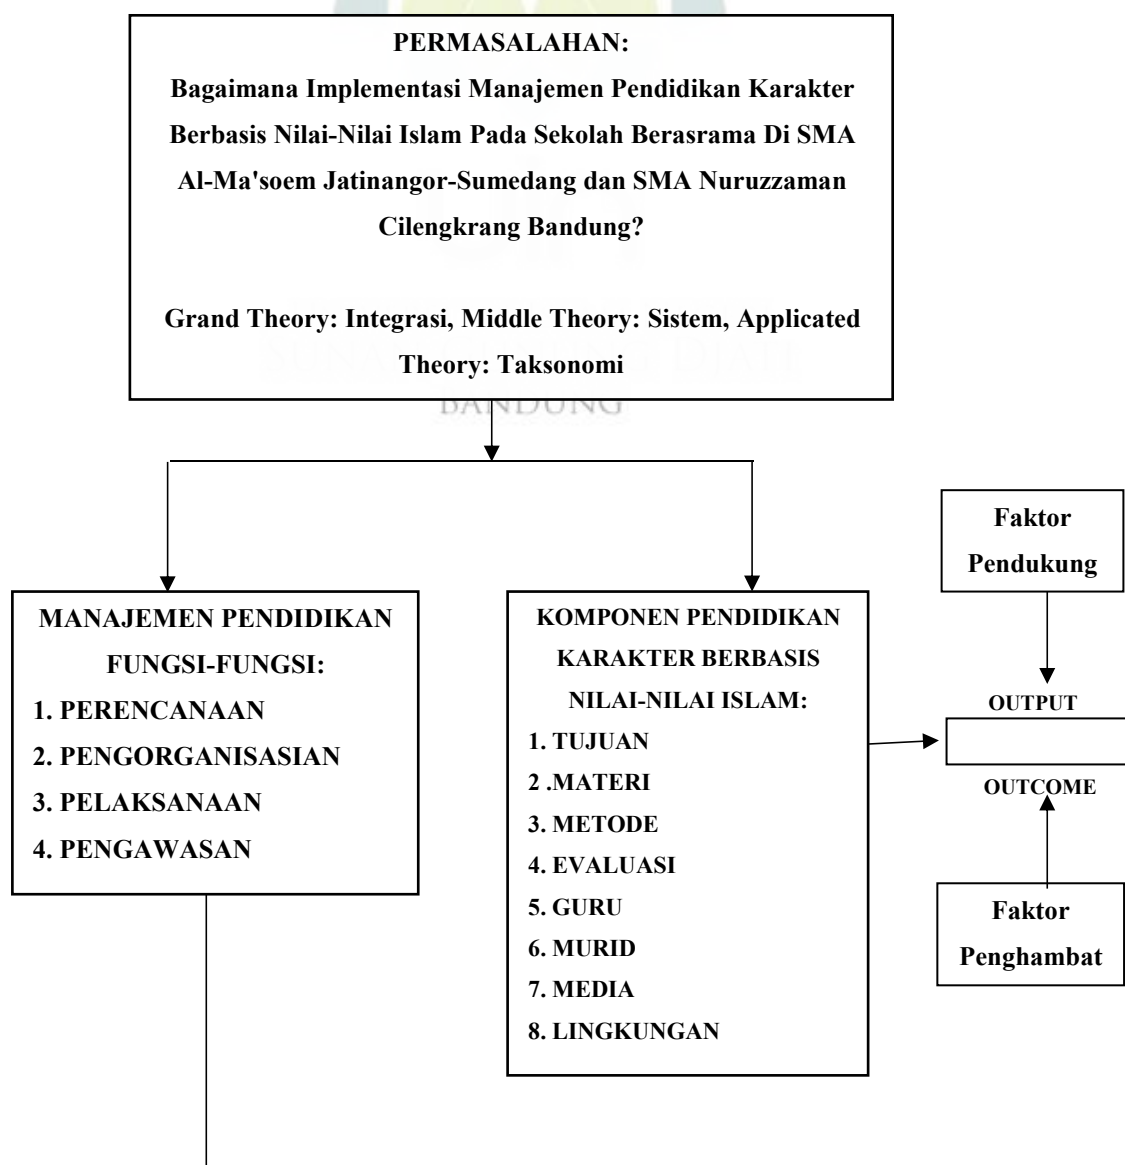 PERMASALAHAN:
Bagaimana Implementasi Manajemen Pendidikan Karakter
Berbasis Nilai-Nilai Islam Pada Sekolah Berasrama Di SMA
Al-Ma'soem Jatinangor-Sumedang dan SMA Nuruzzaman
Cilengkrang Bandung?
Grand Theory: Integrasi, Middle Theory: Sistem, Applicated
Theory: Taksonomi
SUNAN GUNUNG DJATI
BANDUNG
MANAJEMEN PENDIDIKAN
FUNGSI-FUNGSI:
1. PERENCANAAN
2. PENGORGANISASIAN
3. PELAKSANAAN
4. PENGAWASAN
KOMPONEN PENDIDIKAN
KARAKTER BERBASIS
NILAI-NILAI ISLAM:
1. TUJUAN
2 .MATERI
3. METODE
4. EVALUASI
5. GURU
6. MURID
7. MEDIA
8. LINGKUNGAN
Faktor
Pendukung
OUTPUT
OUTCOME
Faktor
Penghambat